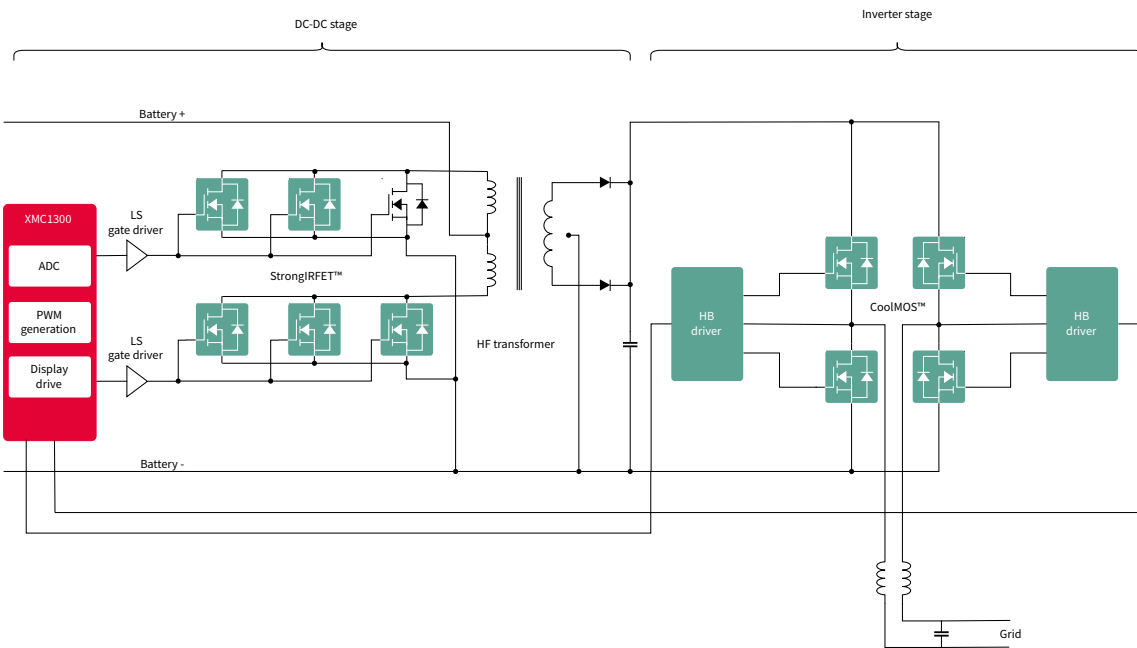 DC-DC stage
Inverter stage
Battery +
XMC1300
ADC
PWM
generation
Display
drive
LS
gate driver
StrongIRFET™
LS
gate driver
HF transformer
HB
driver
CoolMOS™
HB
driver
Battery -
Grid